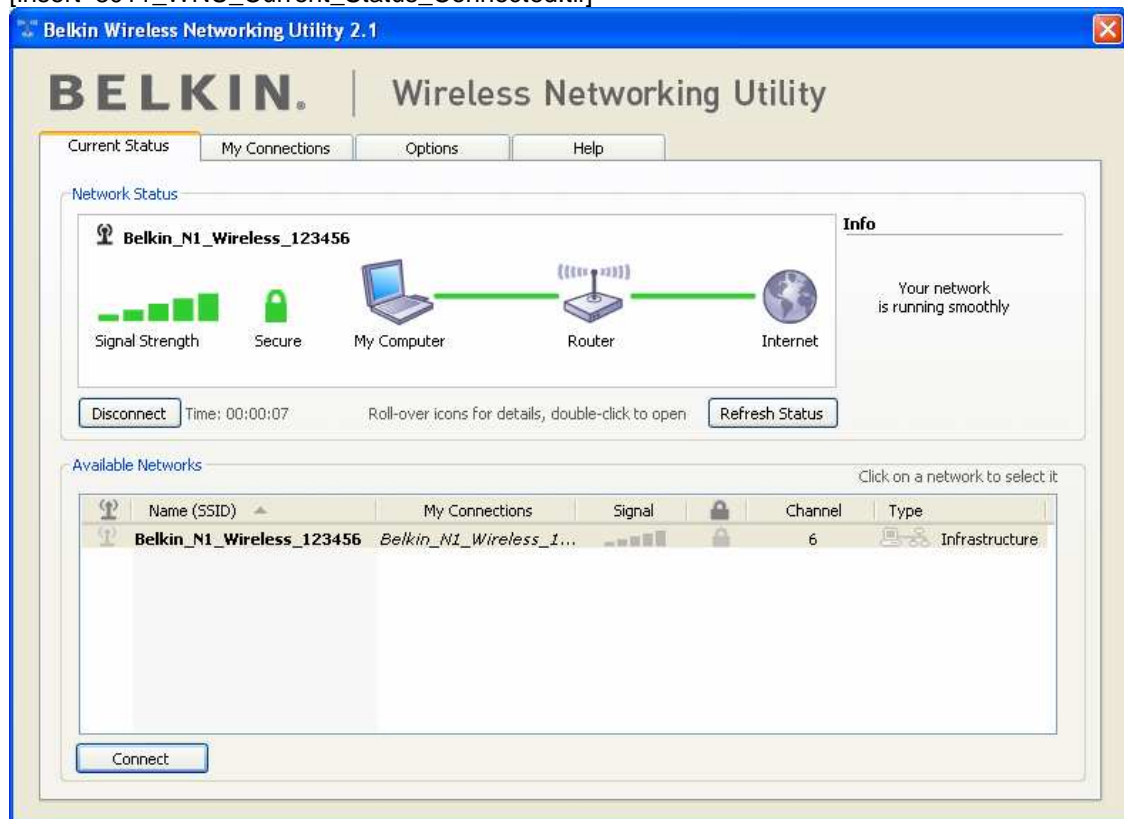 Belkin Wireless Networking Utility 2.1
BELKIN. Wireless Networking Utility
Current Status My Connections Options Help
Network Status
Belkin_N1_Wireless_123456
Info
Your network
is running smoothly
Signal Strength Secure My Computer Router Internet
Disconnect Time: 00:00:07 Roll-over icons for details, double-click to open Refresh Status
Available Networks
Click on a network to select it
Name (SSID) My Connections Signal Channel Type
Belkin_N1_Wireless_123456 Belkin_N1_Wireless_1... 6 Infrastructure
Connect